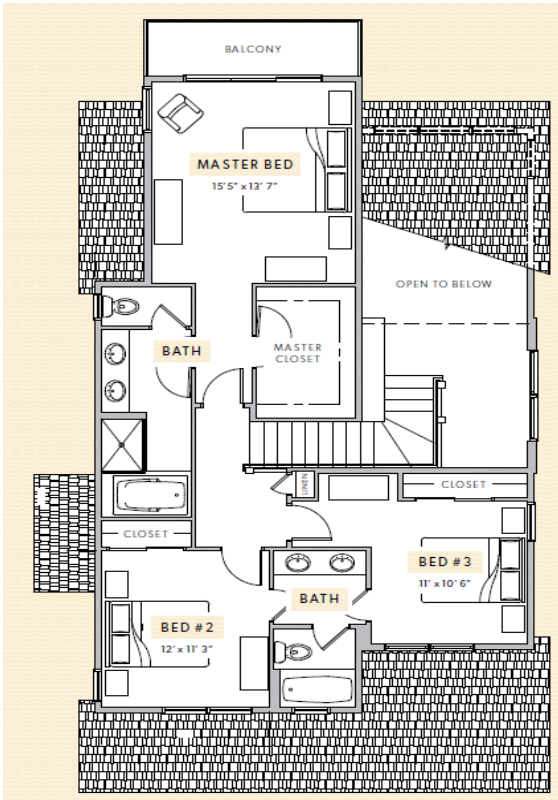 BALCONY
MASTER BED
15' 5" x 13' 7"
OPEN TO BELOW
BATH
MASTER
CLOSET
LINEN
CLOSET
CLOSET
BED #3
11' x 10' 6"
BATH
BED #2
12' x 11' 3"